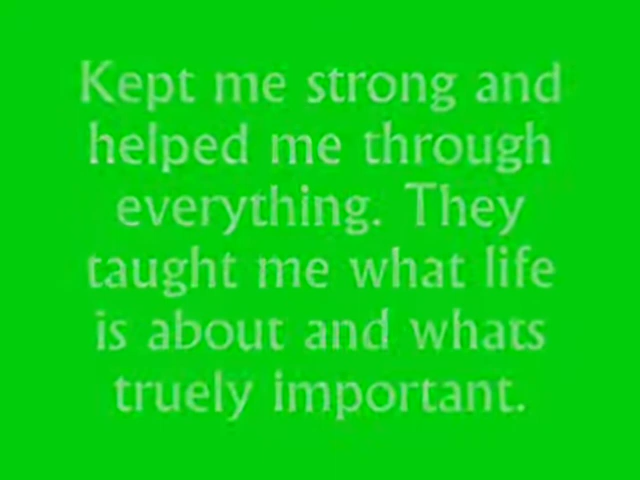 Kept me strong and
helped me through
everything. They
taught me what life
is about and whats
truely important.